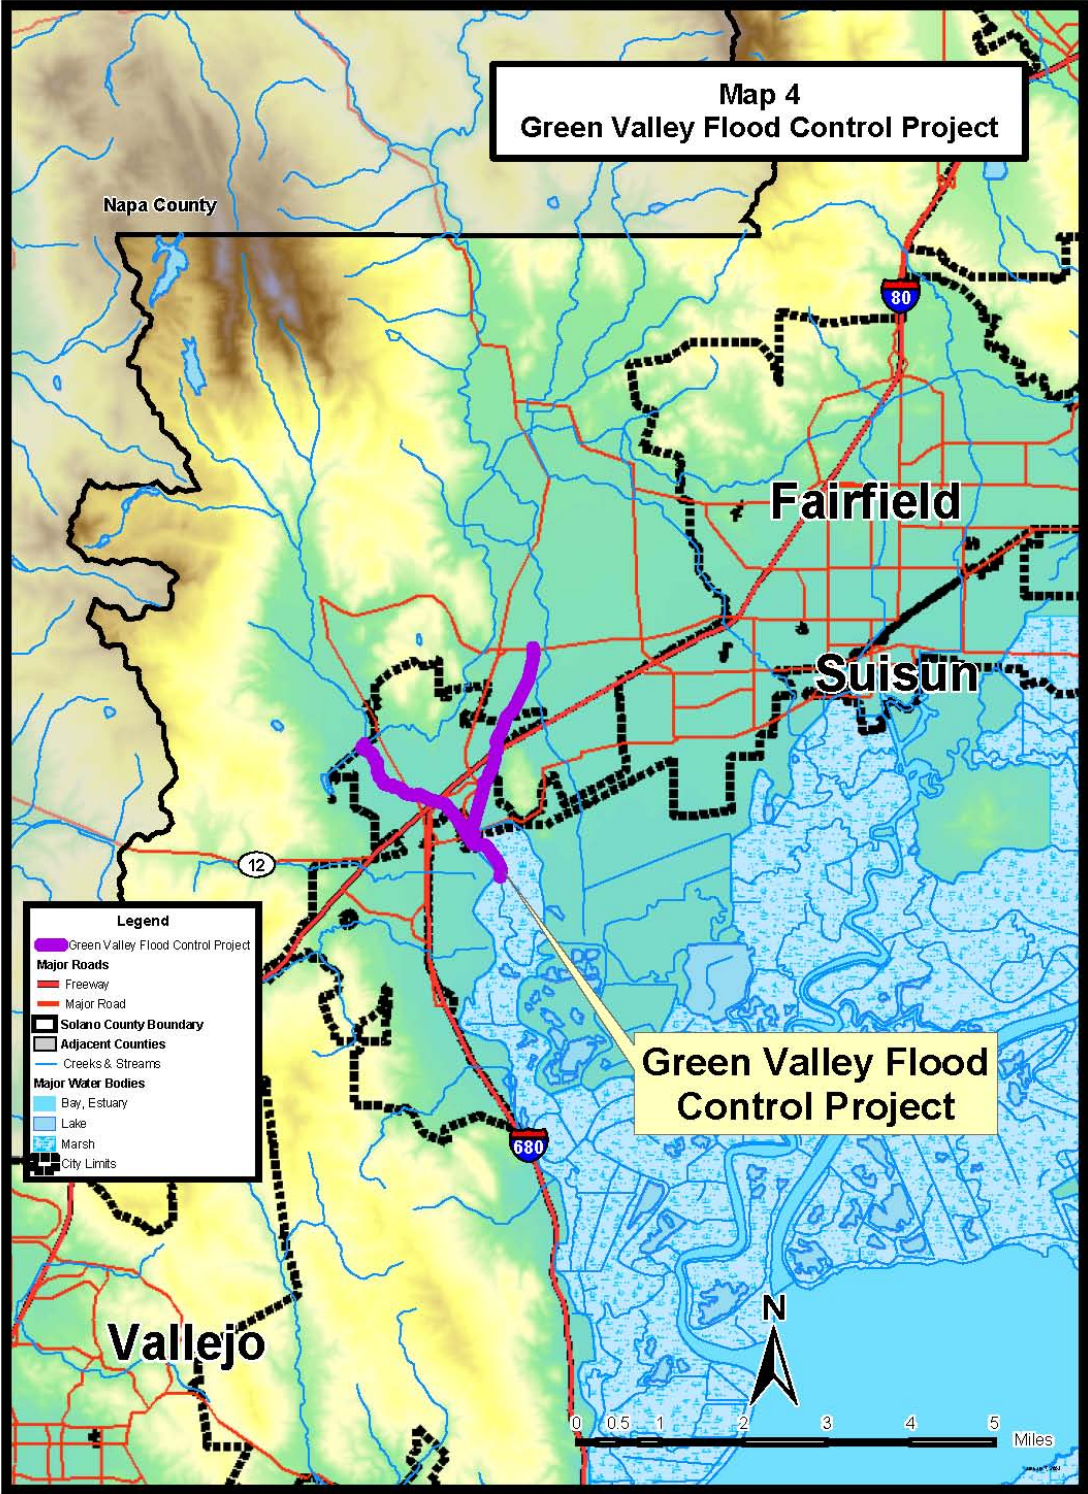 Map 4
Green Valley Flood Control Project
Napa County
80
Fairfield
Suisun
12
Legend
Green Valley Flood Control Project
Major Roads
Freeway
Major Road
Solano County Boundary
Adjacent Counties
Creeks & Streams
Major Water Bodies
Bay, Estuary
Lake
Marsh
City Limits
Green Valley Flood
Control Project
680
Vallejo
N
0 0.5 1 2 3 4 5
Miles